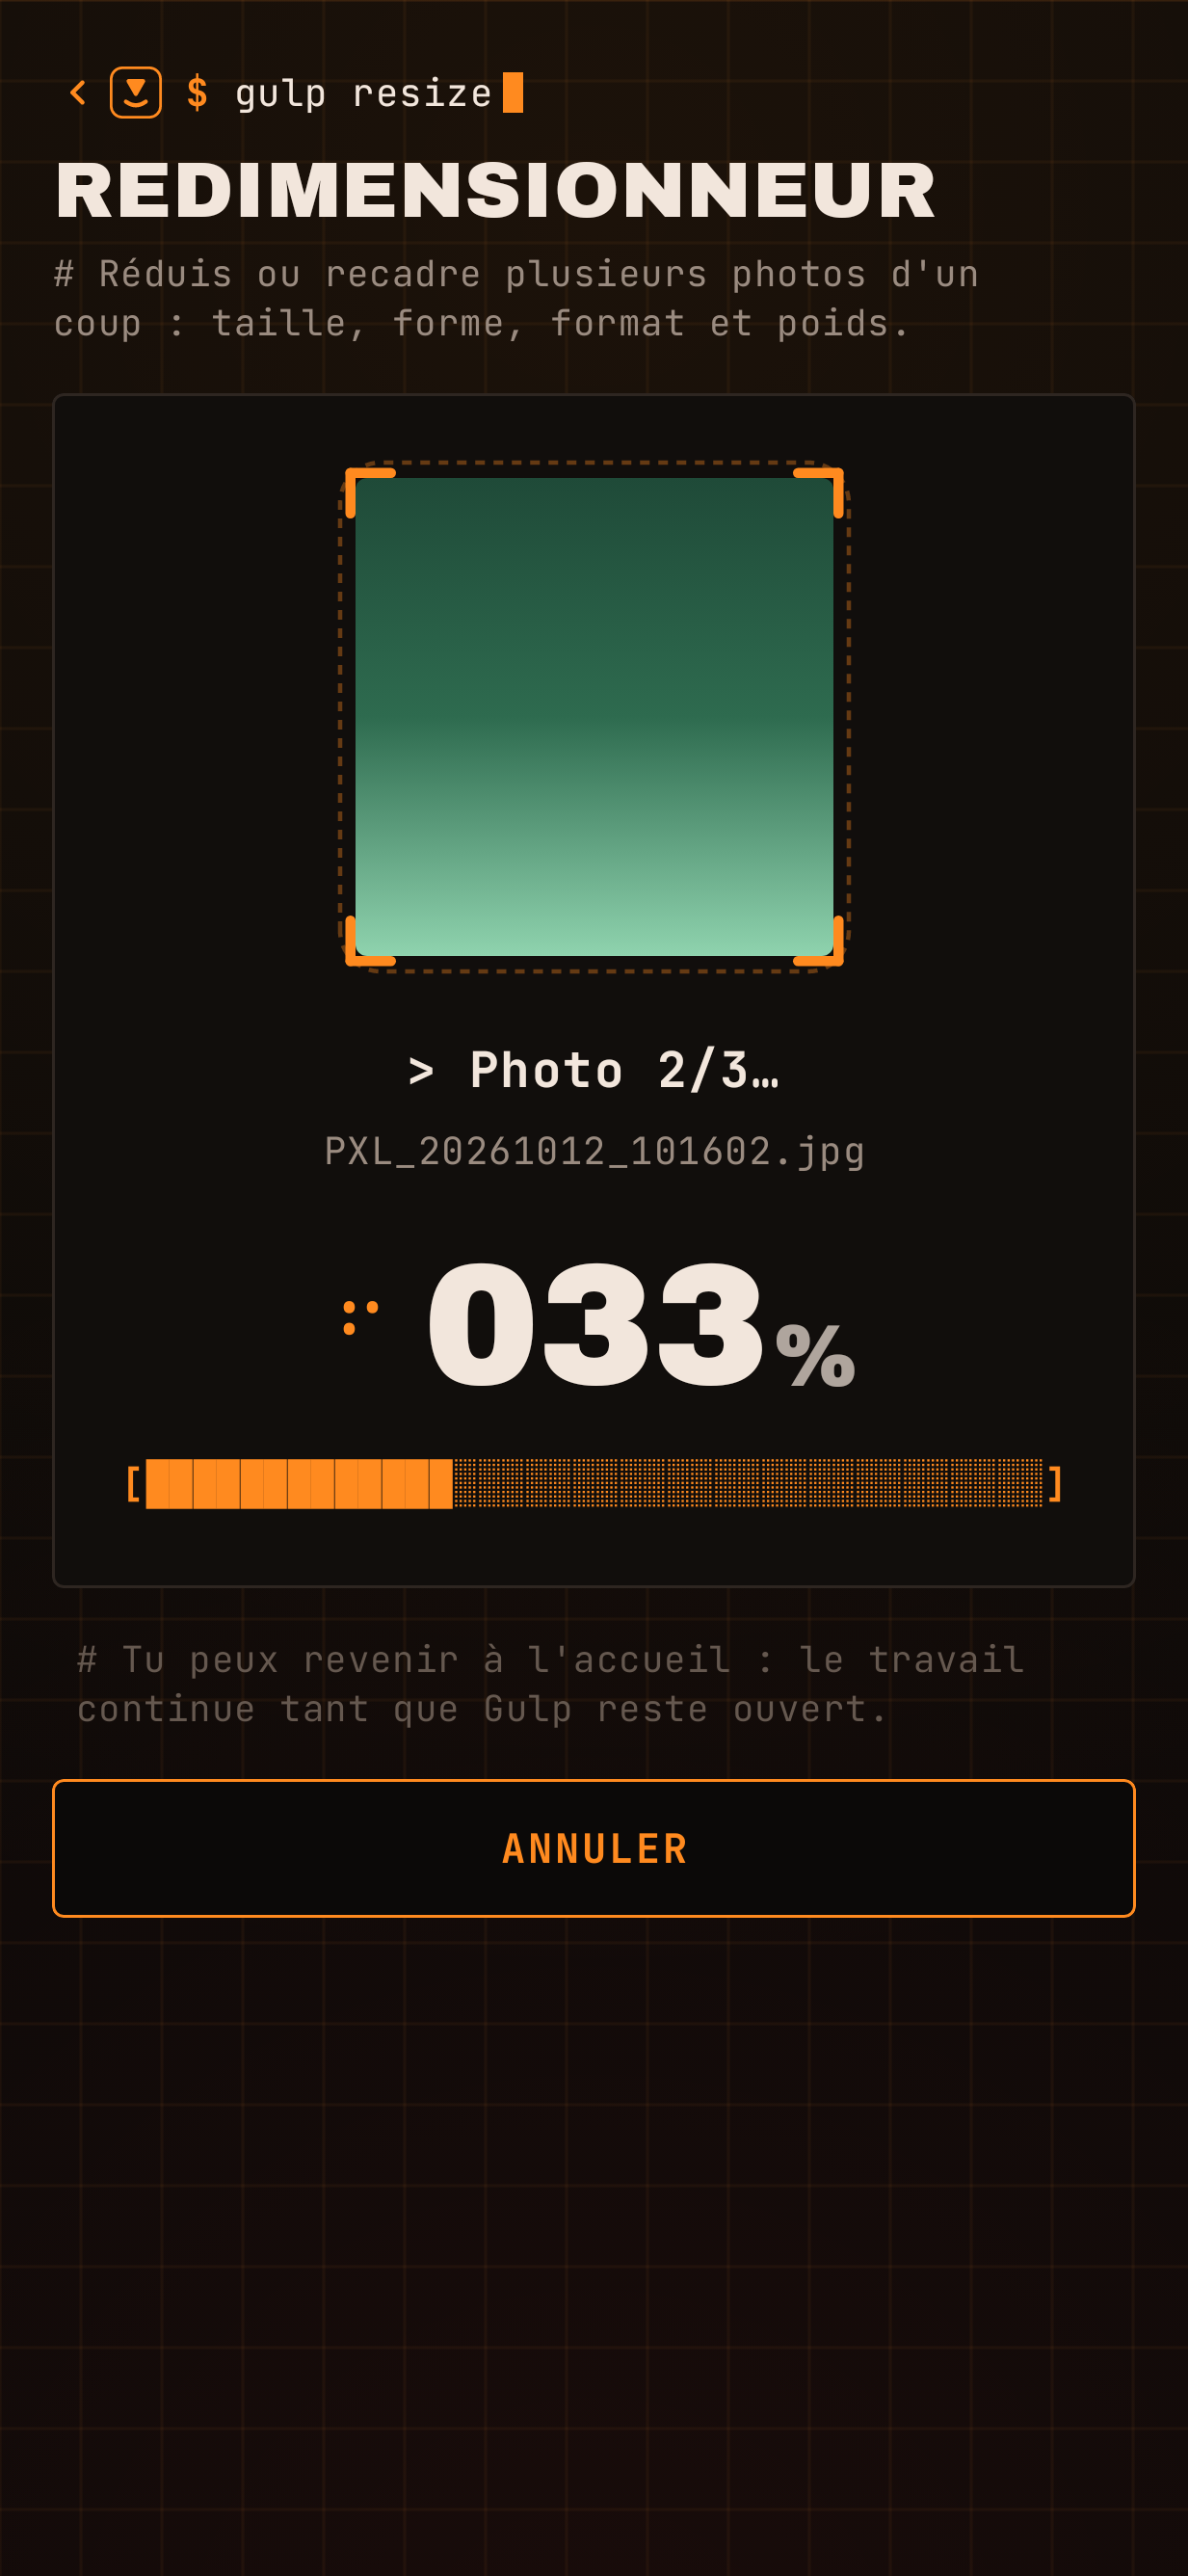 $ gulp resize
REDIMENSIONNEUR
# Réduis ou recadre plusieurs photos d'un
coup : taille, forme, format et poids.
> Photo 2/3…
PXL_20261012_101602.jpg
033%
[ ]
# Tu peux revenir à l'accueil : le travail
continue tant que Gulp reste ouvert.
ANNULER